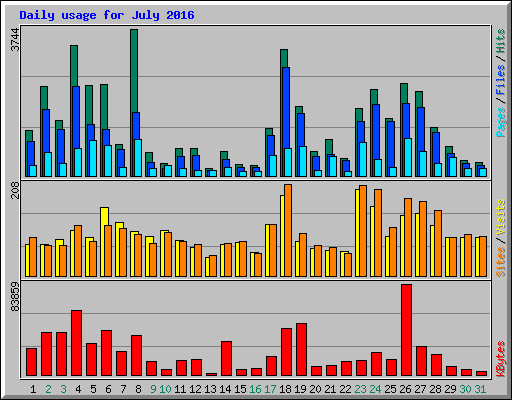 Daily usage for July 2016
3744
Pages / Files / Hits
208
Sites / Visits
83859
KBytes
1 2 3 4 5 6 7 8 9 10 11 12 13 14 15 16 17 18 19 20 21 22 23 24 25 26 27 28 29 30 31